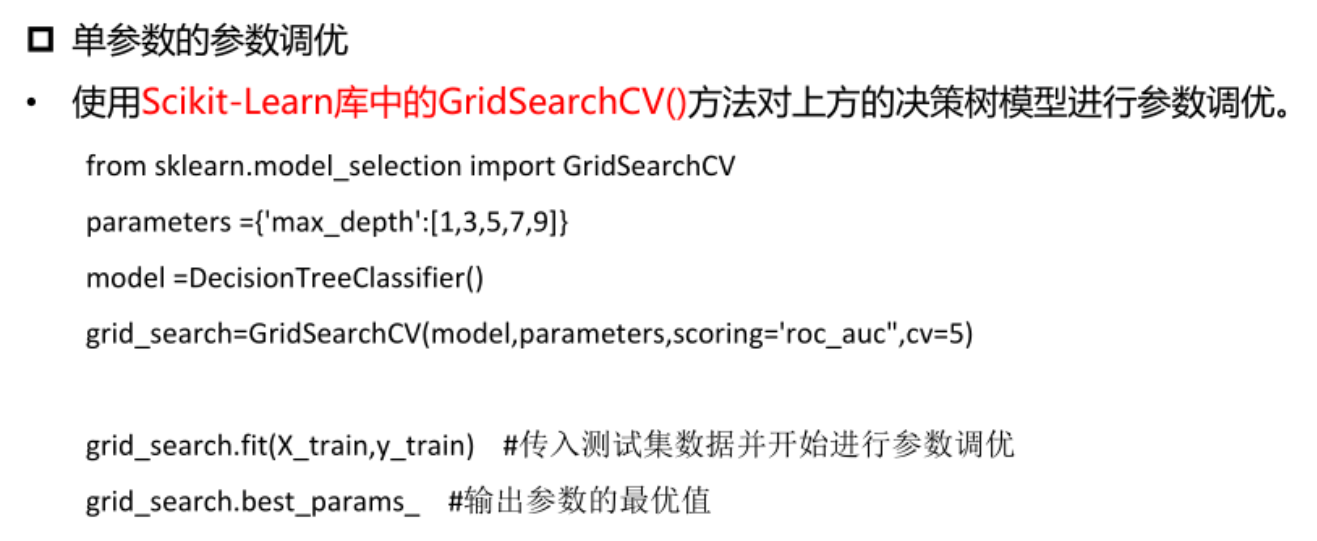 单参数的参数调优
• 使用Scikit-Learn库中的GridSearchCV()方法对上方的决策树模型进行参数调优。
from sklearn.model_selection import GridSearchCV
parameters ={'max_depth':[1,3,5,7,9]}
model =DecisionTreeClassifier()
grid_search=GridSearchCV(model,parameters,scoring='roc_auc",cv=5)
grid_search.fit(X_train,y_train) #传入测试集数据并开始进行参数调优
grid_search.best_params_ #输出参数的最优值